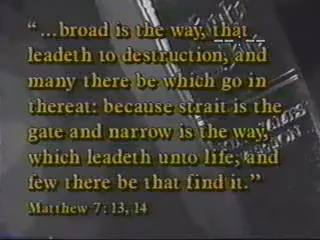 “...broad is the way, that
leadeth to destruction, and
many there be which go in
thereat: because strait is the
gate and narrow is the way,
which leadeth unto life, and
few there be that find it.”
Matthew 7:13, 14